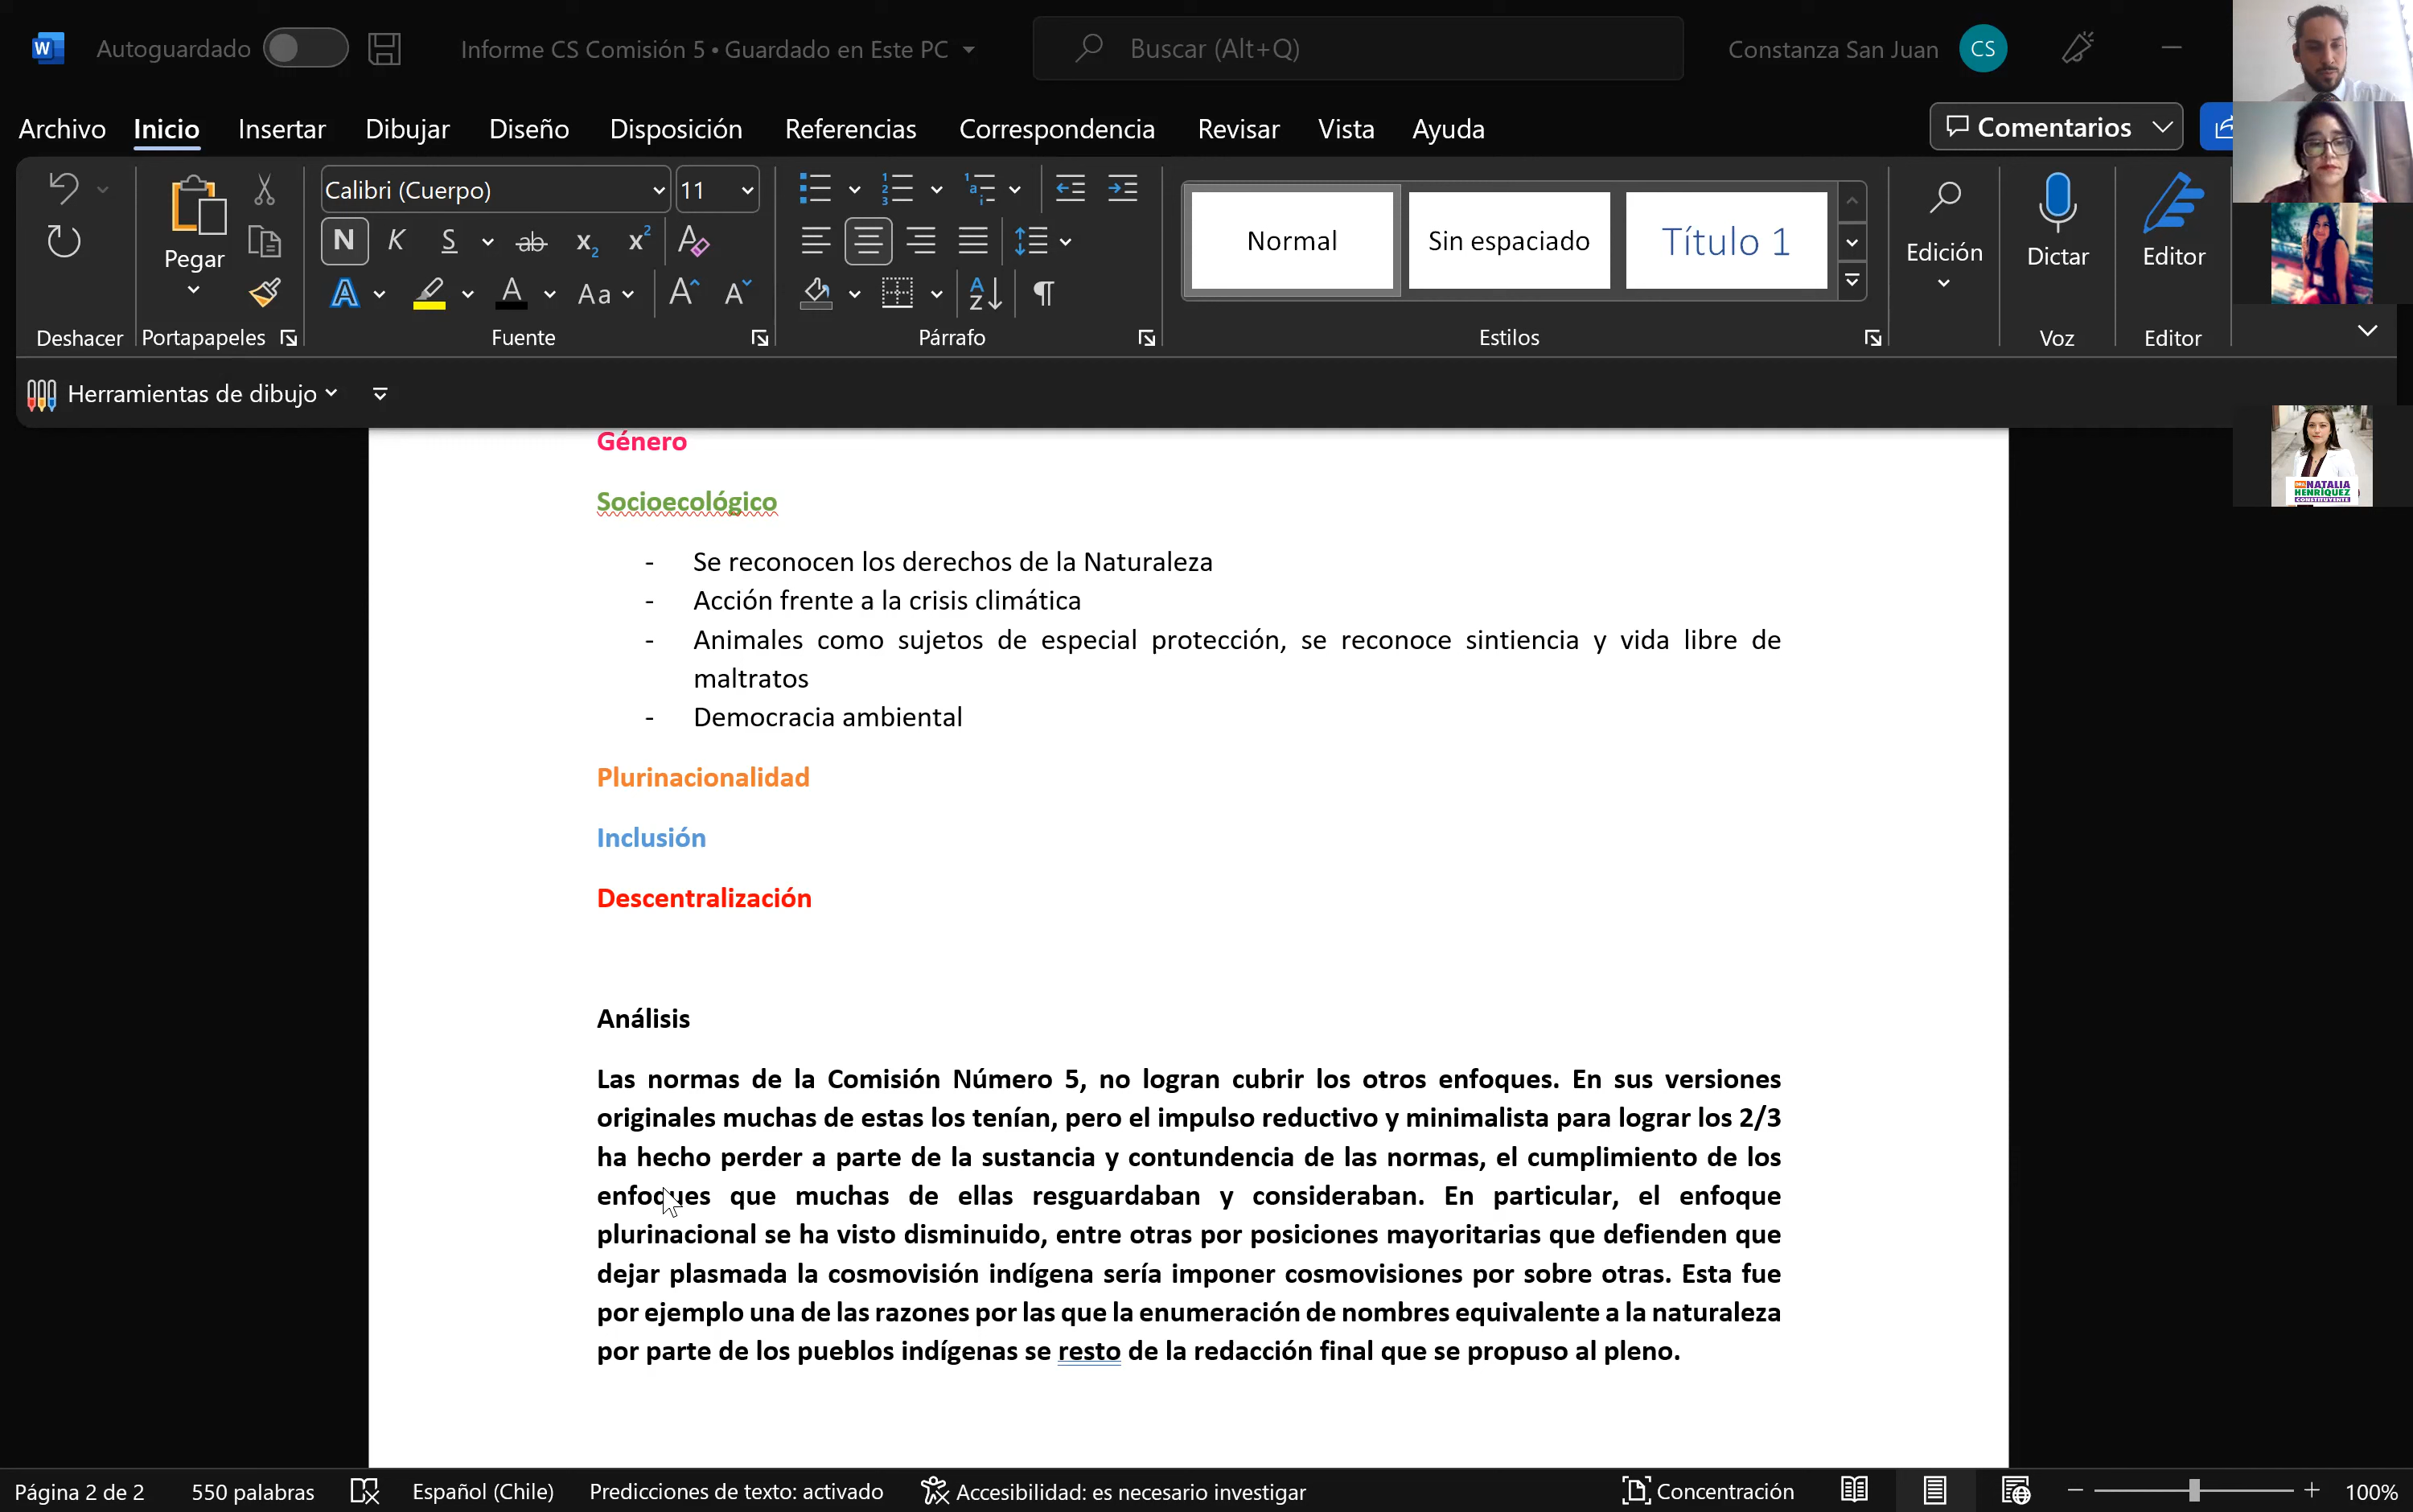 Autoguardado
Informe CS Comisión 5 • Guardado en Este PC
Buscar (Alt+Q)
Constanza San Juan
CS
Archivo Inicio Insertar Dibujar Diseño Disposición Referencias Correspondencia Revisar Vista Ayuda
Comentarios
Pegar
Calibri (Cuerpo) 11
N K S ab x₂ x²
A A Aa A A
Normal
Sin espaciado
Título 1
Edición
Dictar
Editor
Deshacer Portapapeles Fuente Párrafo Estilos Voz Editor
Herramientas de dibujo
NATALIA
HENRÍQUEZ
CONSTITUYENTE
Género
Socioecológico
- Se reconocen los derechos de la Naturaleza
- Acción frente a la crisis climática
- Animales como sujetos de especial protección, se reconoce sintiencia y vida libre de
maltratos
- Democracia ambiental
Plurinacionalidad
Inclusión
Descentralización
Análisis
Las normas de la Comisión Número 5, no logran cubrir los otros enfoques. En sus versiones
originales muchas de estas los tenían, pero el impulso reductivo y minimalista para lograr los 2/3
ha hecho perder a parte de la sustancia y contundencia de las normas, el cumplimiento de los
enfoques que muchas de ellas resguardaban y consideraban. En particular, el enfoque
plurinacional se ha visto disminuido, entre otras por posiciones mayoritarias que defienden que
dejar plasmada la cosmovisión indígena sería imponer cosmovisiones por sobre otras. Esta fue
por ejemplo una de las razones por las que la enumeración de nombres equivalente a la naturaleza
por parte de los pueblos indígenas se resto de la redacción final que se propuso al pleno.
Página 2 de 2 550 palabras Español (Chile) Predicciones de texto: activado Accesibilidad: es necesario investigar Concentración 100%